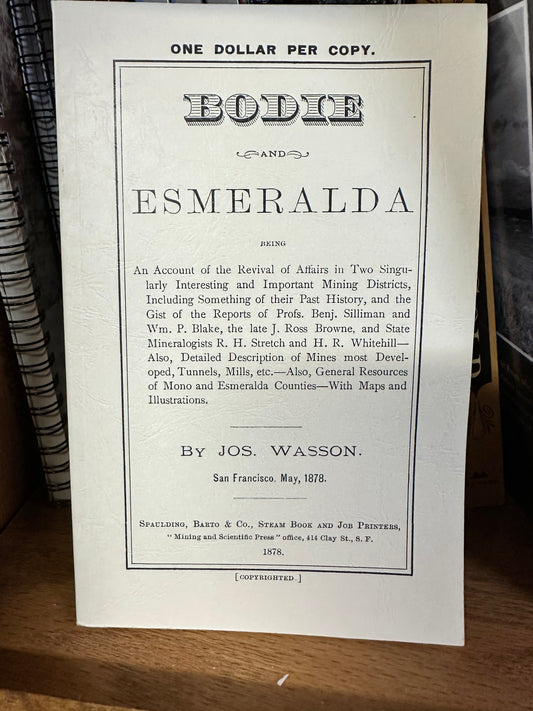 ONE DOLLAR PER COPY.
BODIE
AND
ESMERALDA
BEING
An Account of the Revival of Affairs in Two Singu-
larly Interesting and Important Mining Districts,
Including Something of their Past History, and the
Gist of the Reports of Profs. Benj. Silliman and
Wm. P. Blake, the late J. Ross Browne, and State
Mineralogists R. H. Stretch and H. R. Whitehill—
Also, Detailed Description of Mines most Devel-
oped, Tunnels, Mills, etc.—Also, General Resources
of Mono and Esmeralda Counties—With Maps and
Illustrations.
BY JOS. WASSON.
San Francisco, May, 1878.
SPAULDING, BARTO & CO., STEAM BOOK AND JOB PRINTERS,
"Mining and Scientific Press" office, 414 Clay St., S. F.
1878.
[COPYRIGHTED.]